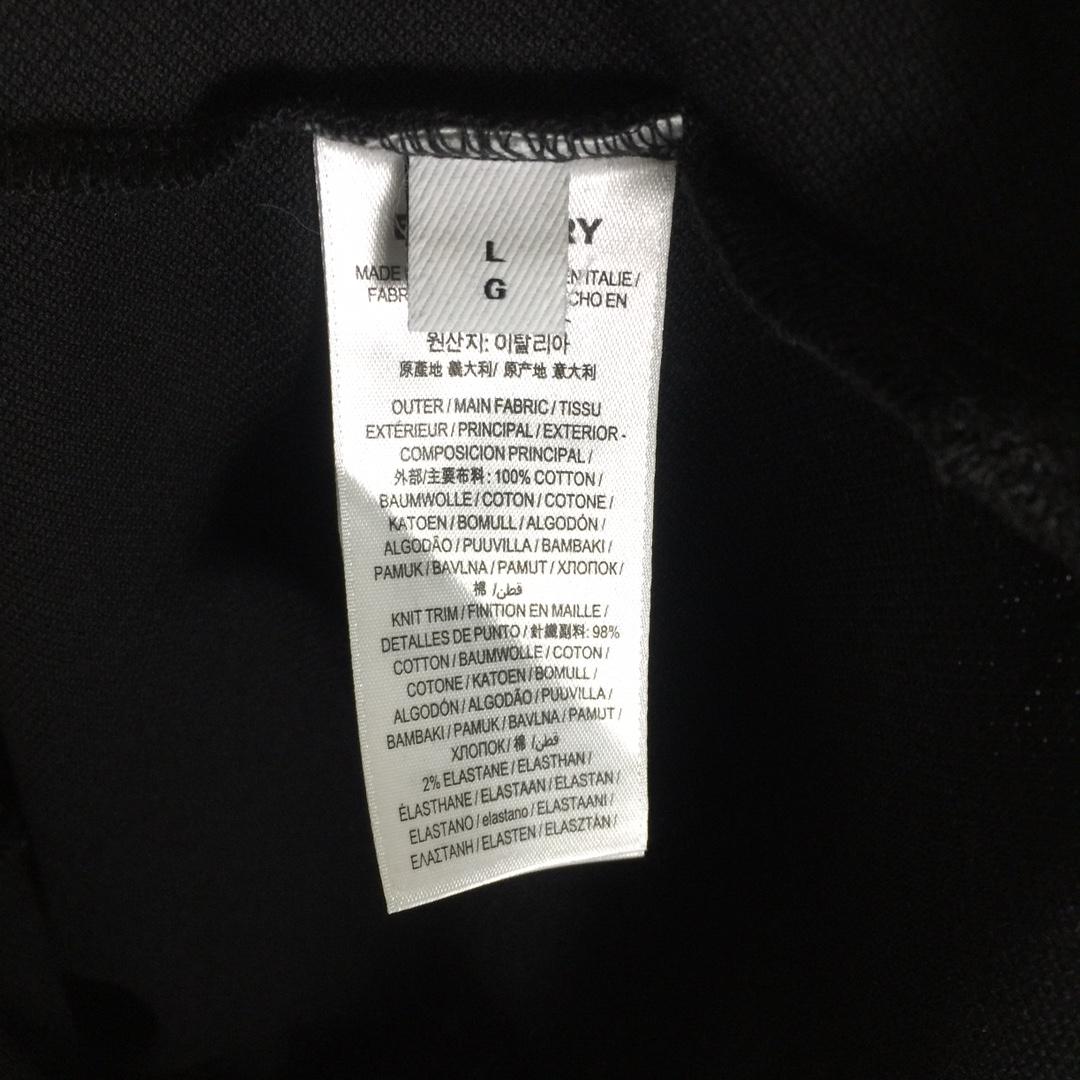 RY
L
G
MADE
EN ITALIE /
FABR
CHO EN
원산지: 이탈리아
原產地 義大利/ 原产地 意大利
OUTER / MAIN FABRIC / TISSU
EXTÉRIEUR / PRINCIPAL / EXTERIOR -
COMPOSICION PRINCIPAL /
外部/主要布料: 100% COTTON /
BAUMWOLLE / COTON / COTONE /
KATOEN / BOMULL / ALGODÓN /
ALGODÃO / PUUVILLA / BAMBAKI /
PAMUK / BAVLNA / PAMUT / ХЛОПОК /
棉 / قطن
KNIT TRIM / FINITION EN MAILLE /
DETALLES DE PUNTO / 針織副料: 98%
COTTON / BAUMWOLLE / COTON /
COTONE / KATOEN / BOMULL /
ALGODÓN / ALGODÃO / PUUVILLA /
BAMBAKI / PAMUK / BAVLNA / PAMUT /
ХЛОПОК / 棉 / قطن
2% ELASTANE / ELASTHAN /
ÉLASTHANE / ELASTAAN / ELASTAN /
ELASTANO / elastano / ELASTAANI /
ΕΛΑΣΤΑΝΗ / ELASTEN / ELASZTÁN /